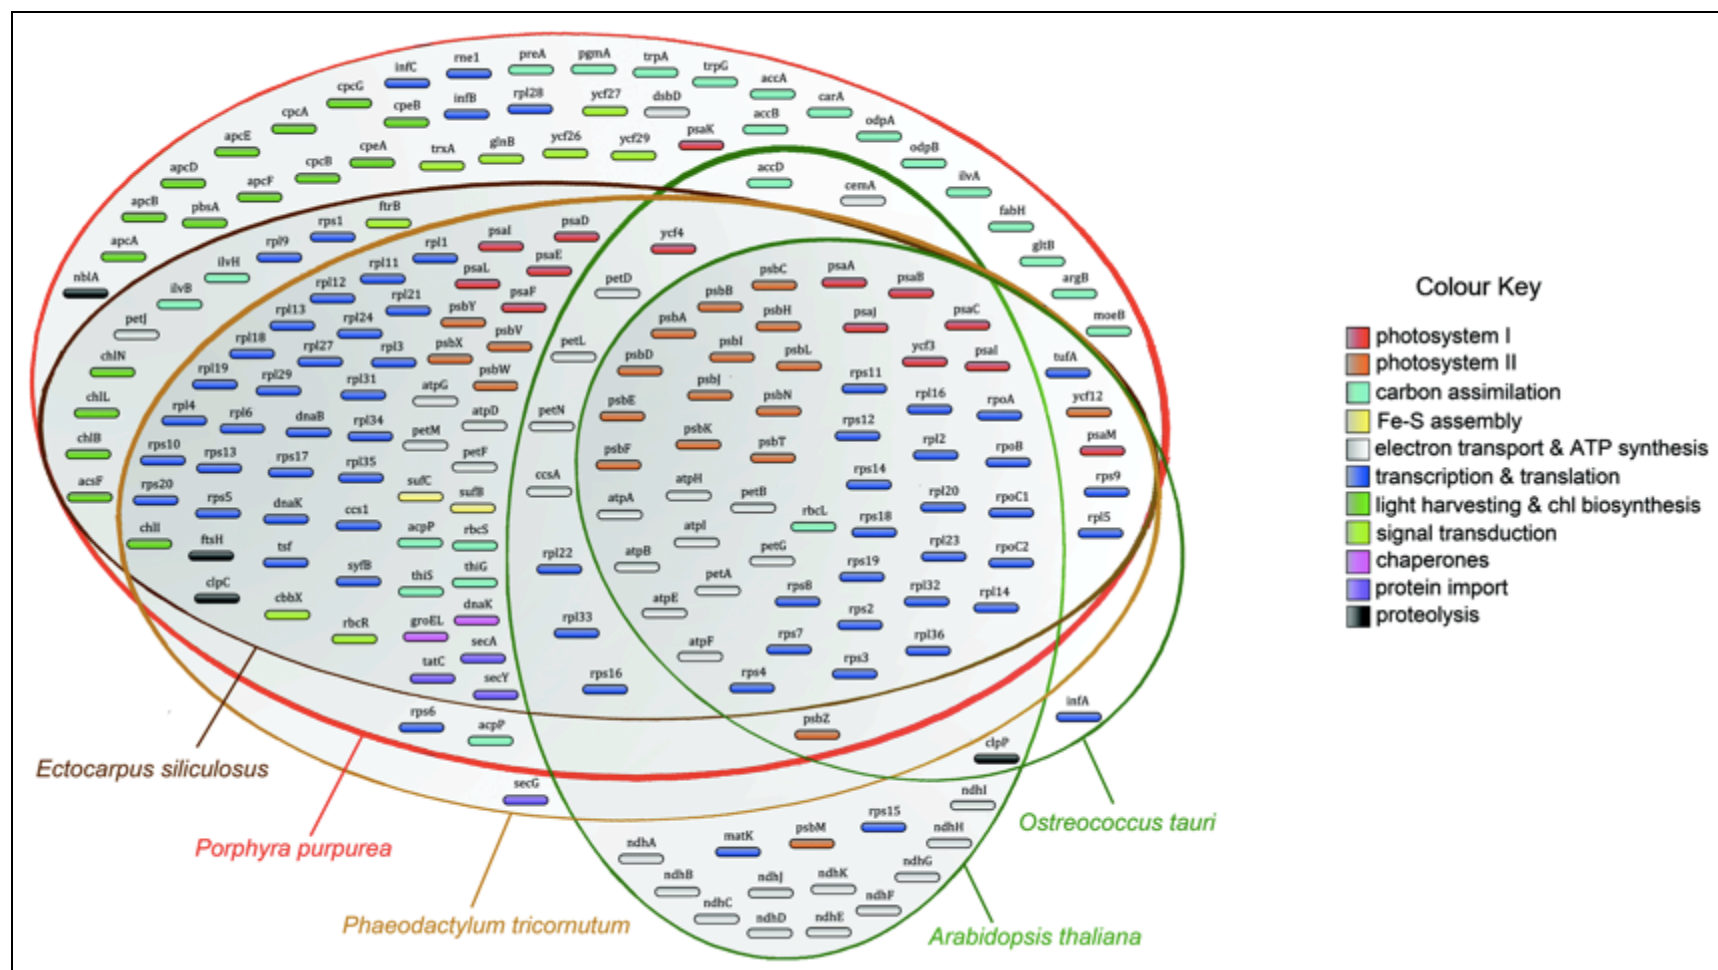 rne1 preA pgmA trpA
infC trpG
cpcG accA
cpeB infB rpl28 ycf27 dsbD carA
cpcA accB odpA
apcE psaK
cpeA trxA glnB ycf26 ycf29 odpB
apcD cpcB accD ilvA
apcF cemA
apcB pbsA ftrB fabH
apcA rps1 psaI psaD ycf4 gltB
rpl9 rpl1 psaE
nblA ilvH rpl11 psaL petD psbC psaA psaB argB
ilvB rpl12 rpl21 psaF psbB
petJ rpl13 rpl24 psbY psbV psbA psbH psaJ psaC moeB
chlN rpl18 rpl27 rpl3 psbX petL psbD psbI psbL ycf3 psaI tufA
chlL rpl19 rpl29 rpl31 atpG psbW psbJ rps11
chlB rpl4 rpl6 dnaB rpl34 petM atpD petN psbE psbN rpl16 rpoA ycf12
acsF rps10 rps13 rps17 rpl35 petF psbF psbK psbT rps12 rpl2 rpoB psaM
chlI rps20 rps5 dnaK ccs1 sufC sufB ccsA atpA atpH petB rps14 rpl20 rpoC1 rps9
ftsH tsf acpP rbcS rpl22 atpI rbcL rps18 rpl5
clpC syfB thiS thiG atpB petG rps19 rpl23 rpoC2
cbbX groEL dnaK rpl33 atpE petA rps8 rps2 rpl32 rpl14
rbcR tatC secA atpF rps7 rpl36
secY rps16 rps4 rps3
rps6 acpP psbZ infA
clpP
secG ndhI
rps15
ndhA matK psbM ndhH
ndhB ndhJ ndhK ndhG
ndhC ndhD ndhE ndhF
Ectocarpus siliculosus
Porphyra purpurea
Phaeodactylum tricornutum
Ostreococcus tauri
Arabidopsis thaliana
Colour Key
photosystem I
photosystem II
carbon assimilation
Fe-S assembly
electron transport & ATP synthesis
transcription & translation
light harvesting & chl biosynthesis
signal transduction
chaperones
protein import
proteolysis